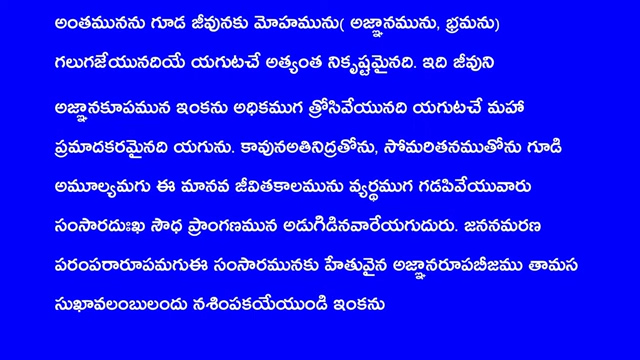 అంతమునను గూడ జీవునకు మోహమును( అజ్ఞానమును, భ్రమను)
గలుగజేయునదియే యగుటచే అత్యంత నికృష్టమైనది. ఇది జీవుని
అజ్ఞానకూపమున ఇంకను అధికముగ త్రోసివేయునది యగుటచే మహా
ప్రమాదకరమైనది యగును. కావునఅతినిద్రతోను, సోమరితనముతోను గూడి
అమూల్యమగు ఈ మానవ జీవితకాలమును వ్యర్థముగ గడపివేయువారు
సంసారదుఃఖ సౌధ ప్రాంగణమున అడుగిడినవారేయగుదురు. జననమరణ
పరంపరారూపమగుఈ సంసారమునకు హేతువైన అజ్ఞానరూపబీజము తామస
సుఖావలంబులందు నశింపకయేయుండి ఇంకను